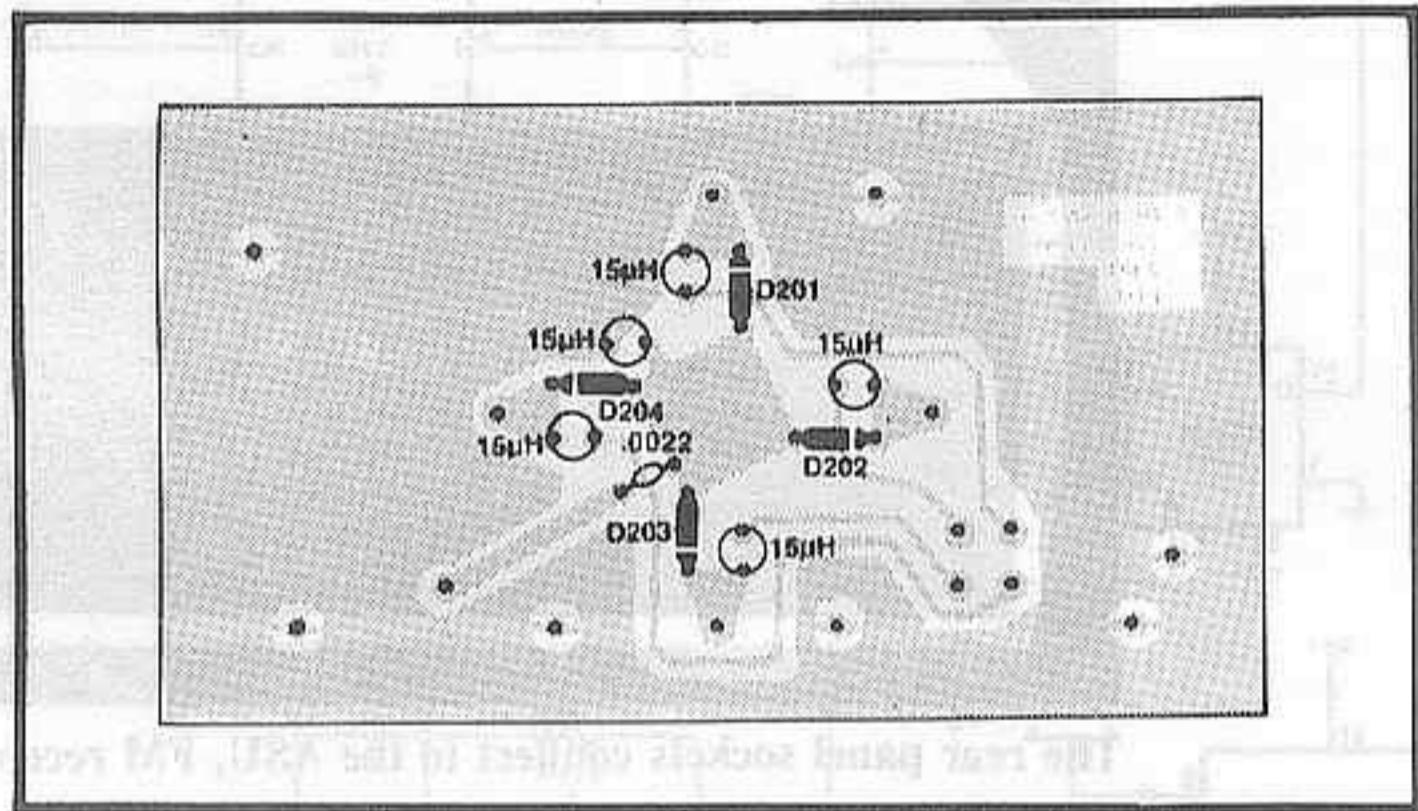 15µH
D201
15µH
15µH
D204
15µH
.0022
D202
D203
15µH
The rear panel sockets connect to the ASU, FM rece